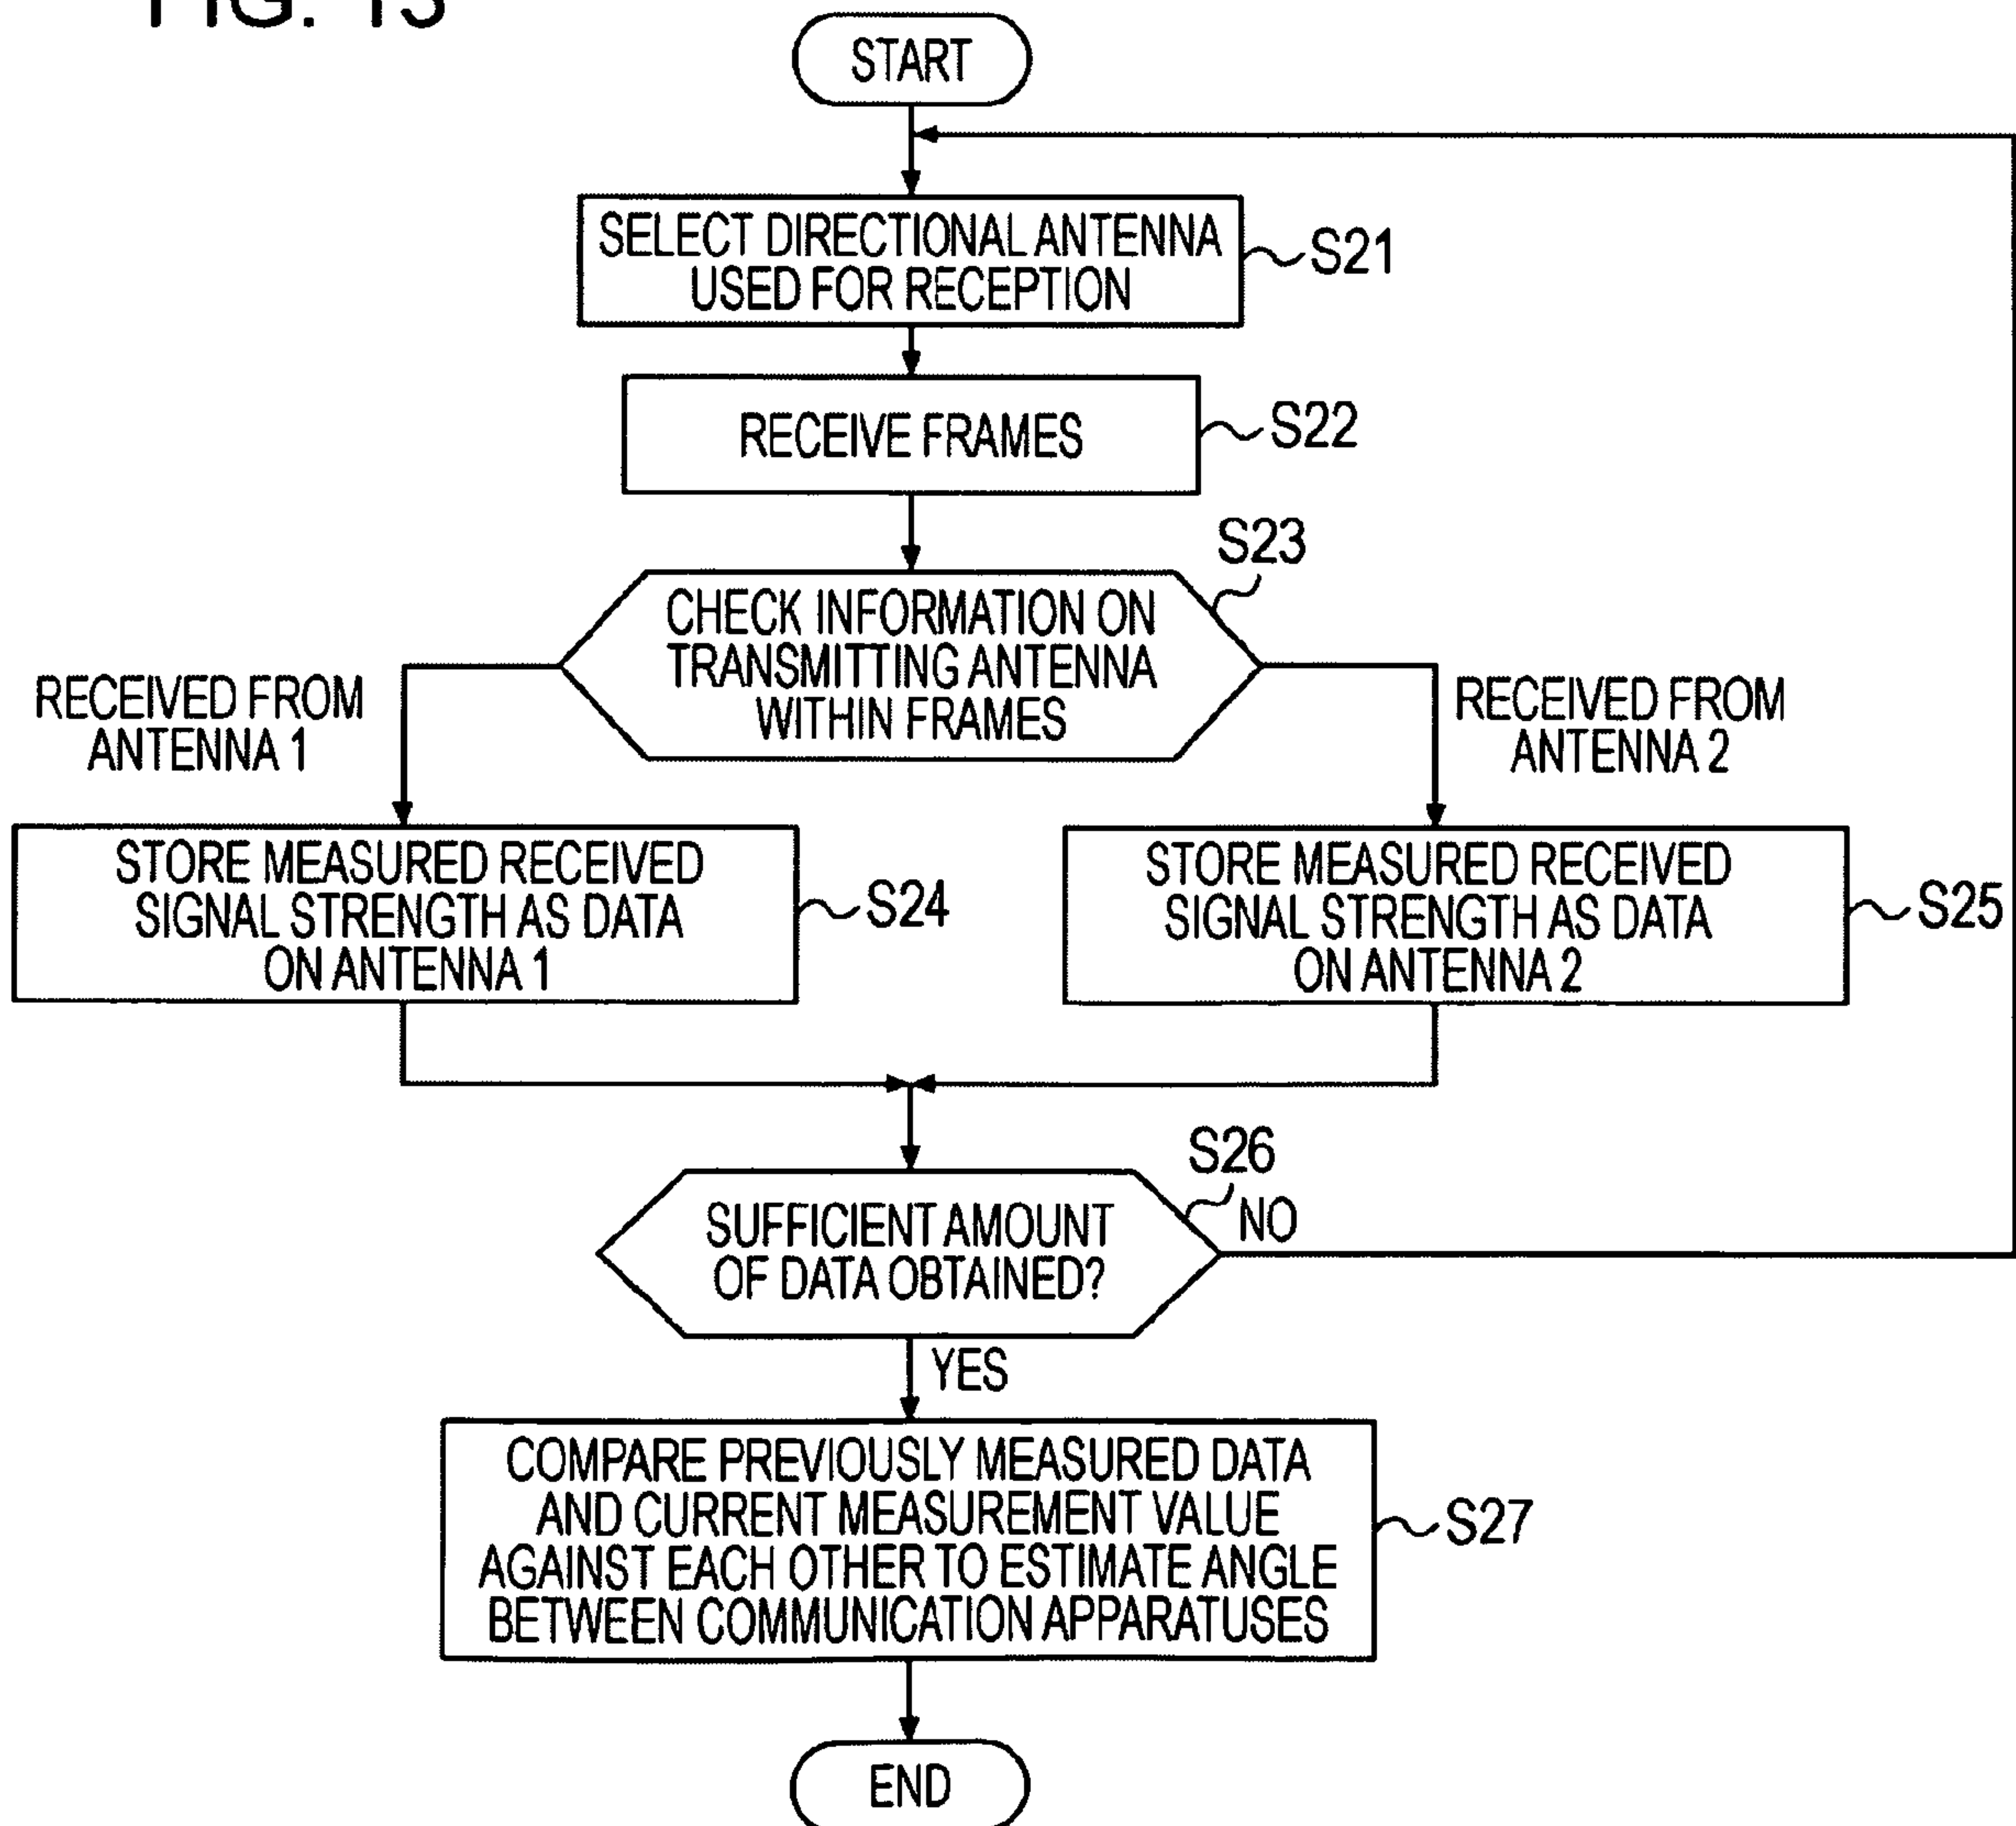 FIG. 13
START
SELECT DIRECTIONAL ANTENNA
USED FOR RECEPTION
S21
RECEIVE FRAMES
S22
S23
CHECK INFORMATION ON
TRANSMITTING ANTENNA
WITHIN FRAMES
RECEIVED FROM
ANTENNA 1
RECEIVED FROM
ANTENNA 2
STORE MEASURED RECEIVED
SIGNAL STRENGTH AS DATA
ON ANTENNA 1
S24
STORE MEASURED RECEIVED
SIGNAL STRENGTH AS DATA
ON ANTENNA 2
S25
S26
SUFFICIENT AMOUNT
OF DATA OBTAINED?
NO
YES
COMPARE PREVIOUSLY MEASURED DATA
AND CURRENT MEASUREMENT VALUE
AGAINST EACH OTHER TO ESTIMATE ANGLE
BETWEEN COMMUNICATION APPARATUSES
S27
END